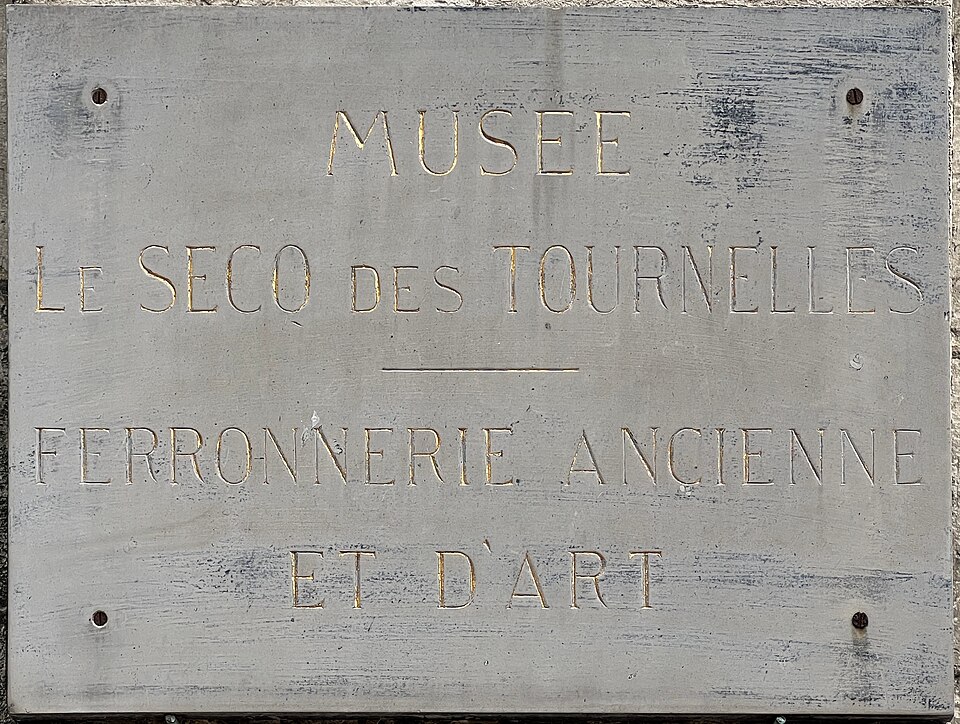 MUSEE
LE SECQ DES TOURNELLES
FERRONNERIE ANCIENNE
ET D'ART